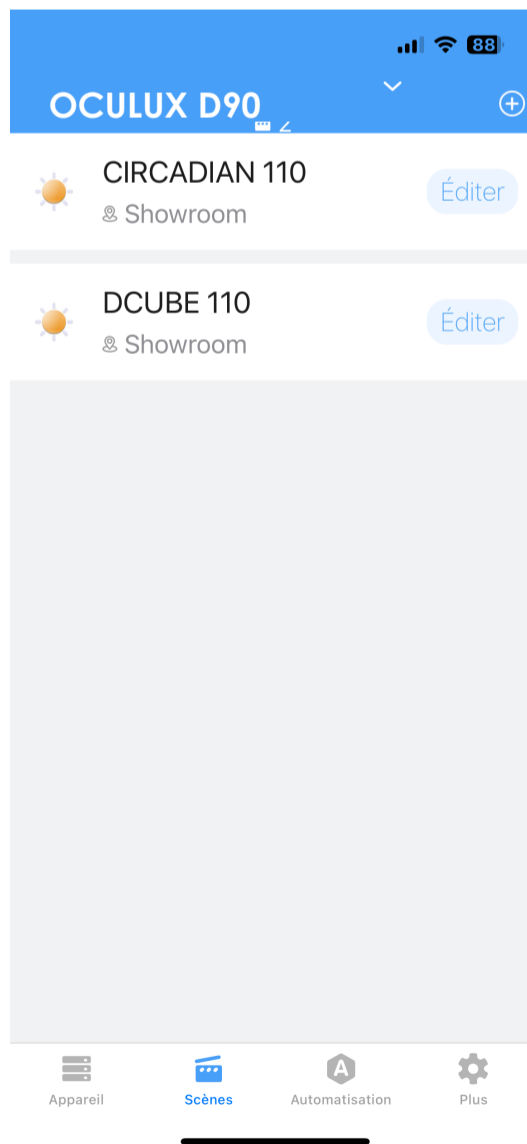 88
OCULUX D90
CIRCADIAN 110
Showroom
Éditer
DCUBE 110
Showroom
Éditer
Appareil
Scènes
A
Automatisation
Plus